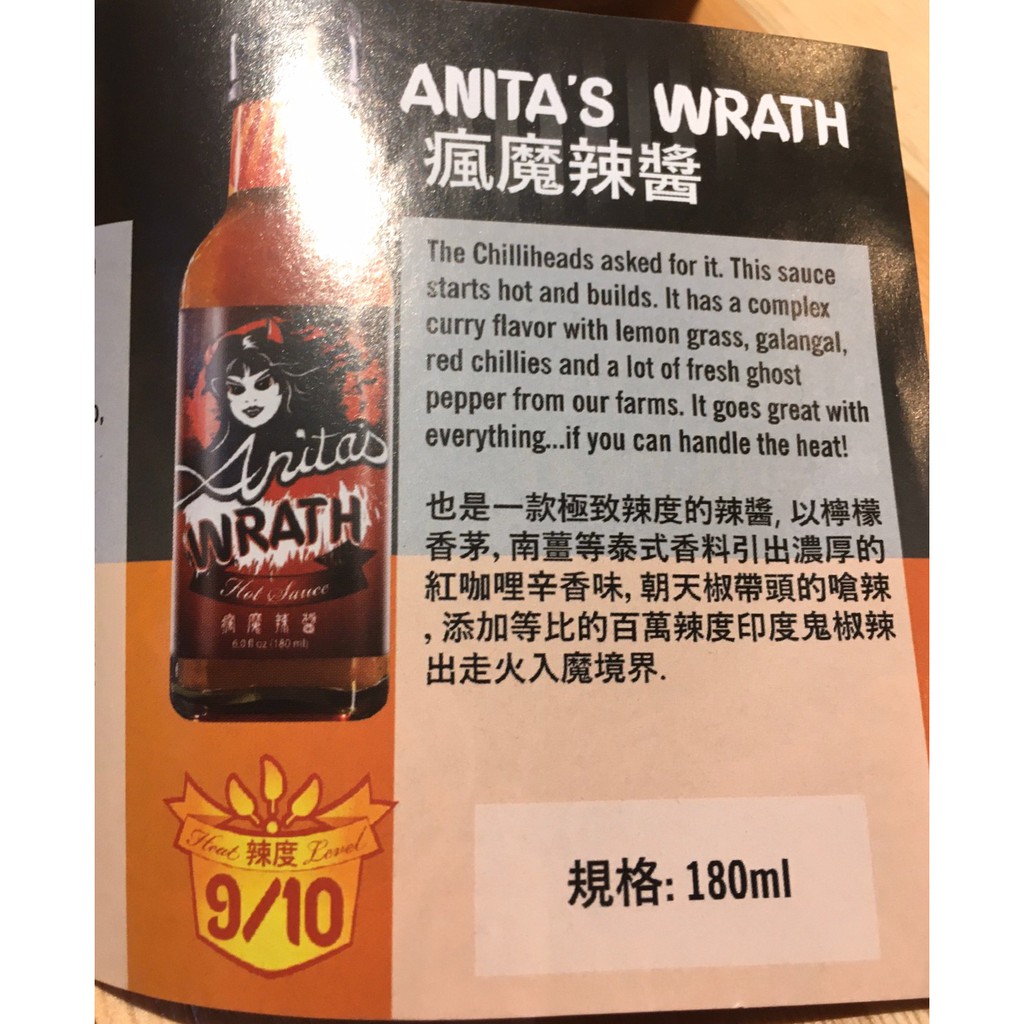 ANITA'S WRATH
瘋魔辣醬
The Chilliheads asked for it. This sauce
starts hot and builds. It has a complex
curry flavor with lemon grass, galangal,
red chillies and a lot of fresh ghost
pepper from our farms. It goes great with
everything...if you can handle the heat!
也是一款極致辣度的辣醬, 以檸檬
香茅, 南薑等泰式香料引出濃厚的
紅咖哩辛香味, 朝天椒帶頭的嗆辣
, 添加等比的百萬辣度印度鬼椒辣
出走火入魔境界.
規格: 180ml
Anita's
WRATH
Hot Sauce
瘋魔辣醬
6.0 fl oz (180 ml)
Heat 辣度 Level
9/10